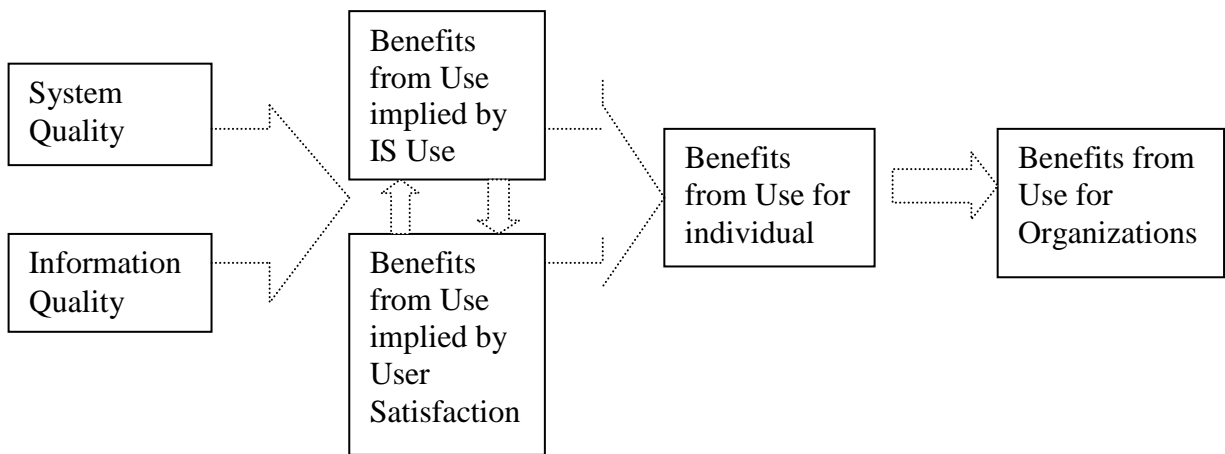 System
Quality
Information
Quality
Benefits
from Use
implied by
IS Use
Benefits
from Use
implied by
User
Satisfaction
Benefits
from Use for
individual
Benefits from
Use for
Organizations